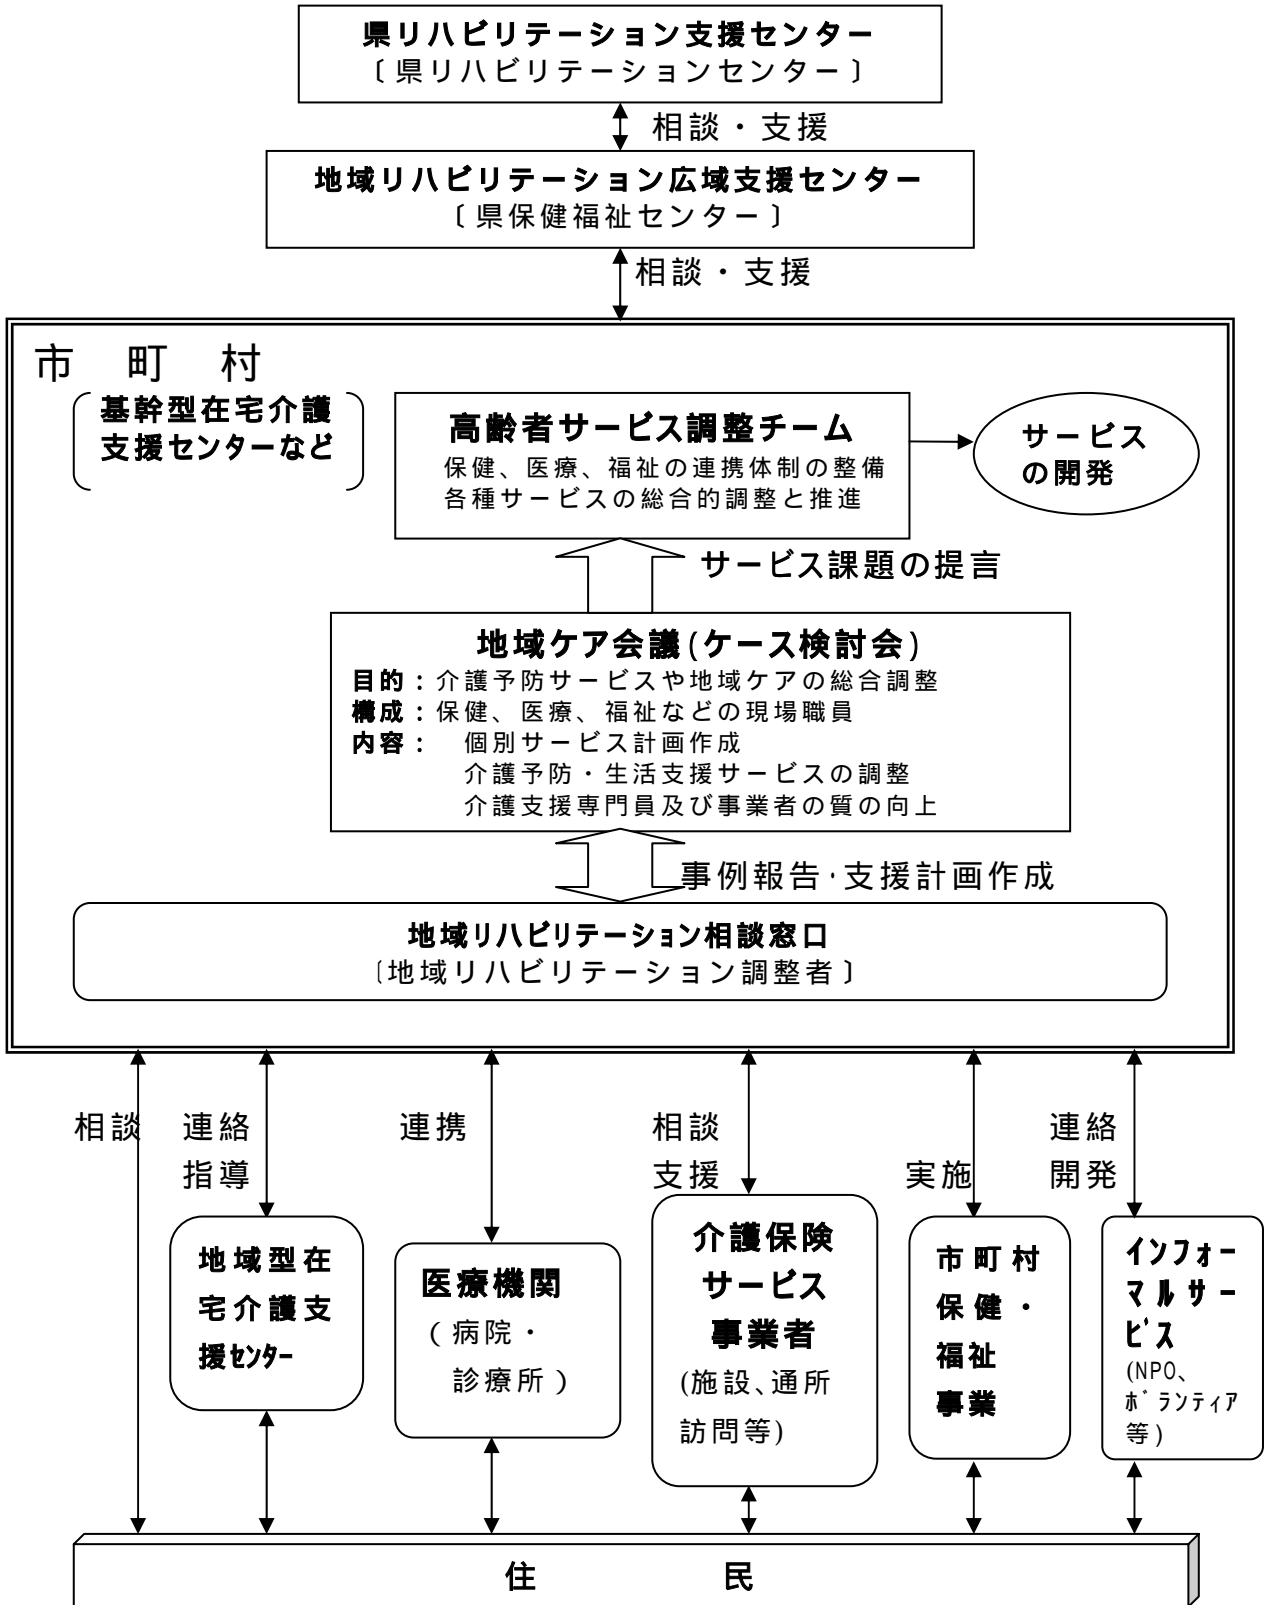 県リハビリテーション支援センター
〔県リハビリテーションセンター〕
相談・支援
地域リハビリテーション広域支援センター
〔県保健福祉センター〕
相談・支援
市　町　村
基幹型在宅介護
支援センターなど
高齢者サービス調整チーム
保健、医療、福祉の連携体制の整備
各種サービスの総合的調整と推進
サービス
の開発
サービス課題の提言
地域ケア会議(ケース検討会)
目的：介護予防サービスや地域ケアの総合調整
構成：保健、医療、福祉などの現場職員
内容：　個別サービス計画作成
介護予防・生活支援サービスの調整
介護支援専門員及び事業者の質の向上
事例報告・支援計画作成
地域リハビリテーション相談窓口
〔地域リハビリテーション調整者〕
相談
連絡
指導
連携
相談
支援
実施
連絡
開発
地域型在
宅介護支
援センター
医療機関
（病院・
診療所）
介護保険
サービス
事業者
(施設、通所
訪問等)
市町村
保健・
福祉
事業
インフォー
マルサー
ビス
(NPO、
ボランティア
等)
住　　　民